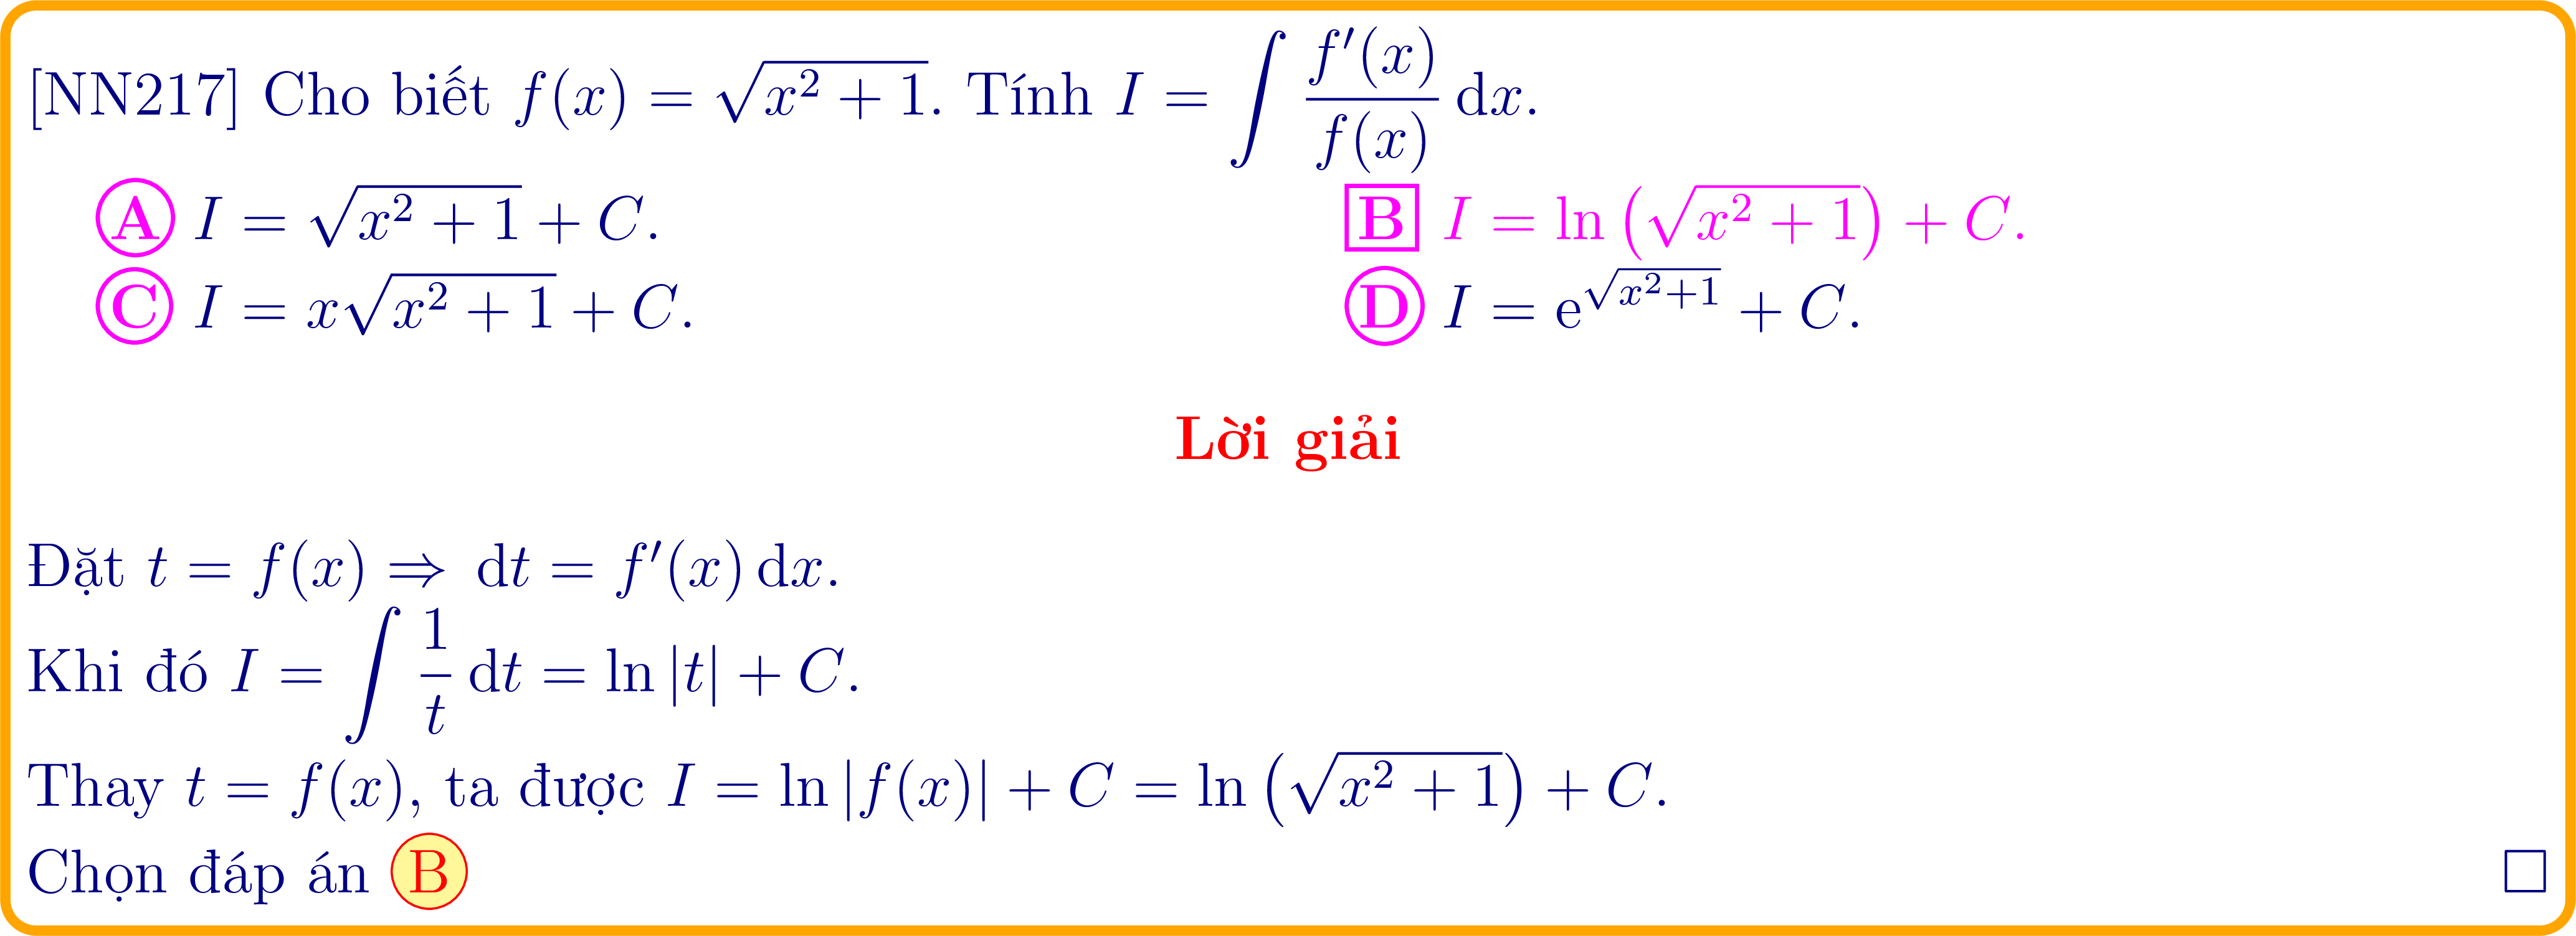 [NN217] Cho biết $f(x) = \sqrt{x^2+1}$. Tính $I = \int \dfrac{f'(x)}{f(x)}\,\mathrm{d}x$.
Ⓐ $I = \sqrt{x^2+1} + C$. 🄱 $I = \ln\left(\sqrt{x^2+1}\right) + C$.
Ⓒ $I = x\sqrt{x^2+1} + C$. Ⓓ $I = \mathrm{e}^{\sqrt{x^2+1}} + C$.
Lời giải
Đặt $t = f(x) \Rightarrow \mathrm{d}t = f'(x)\,\mathrm{d}x$.
Khi đó $I = \int \dfrac{1}{t}\,\mathrm{d}t = \ln|t| + C$.
Thay $t = f(x)$, ta được $I = \ln|f(x)| + C = \ln\left(\sqrt{x^2+1}\right) + C$.
Chọn đáp án Ⓑ □